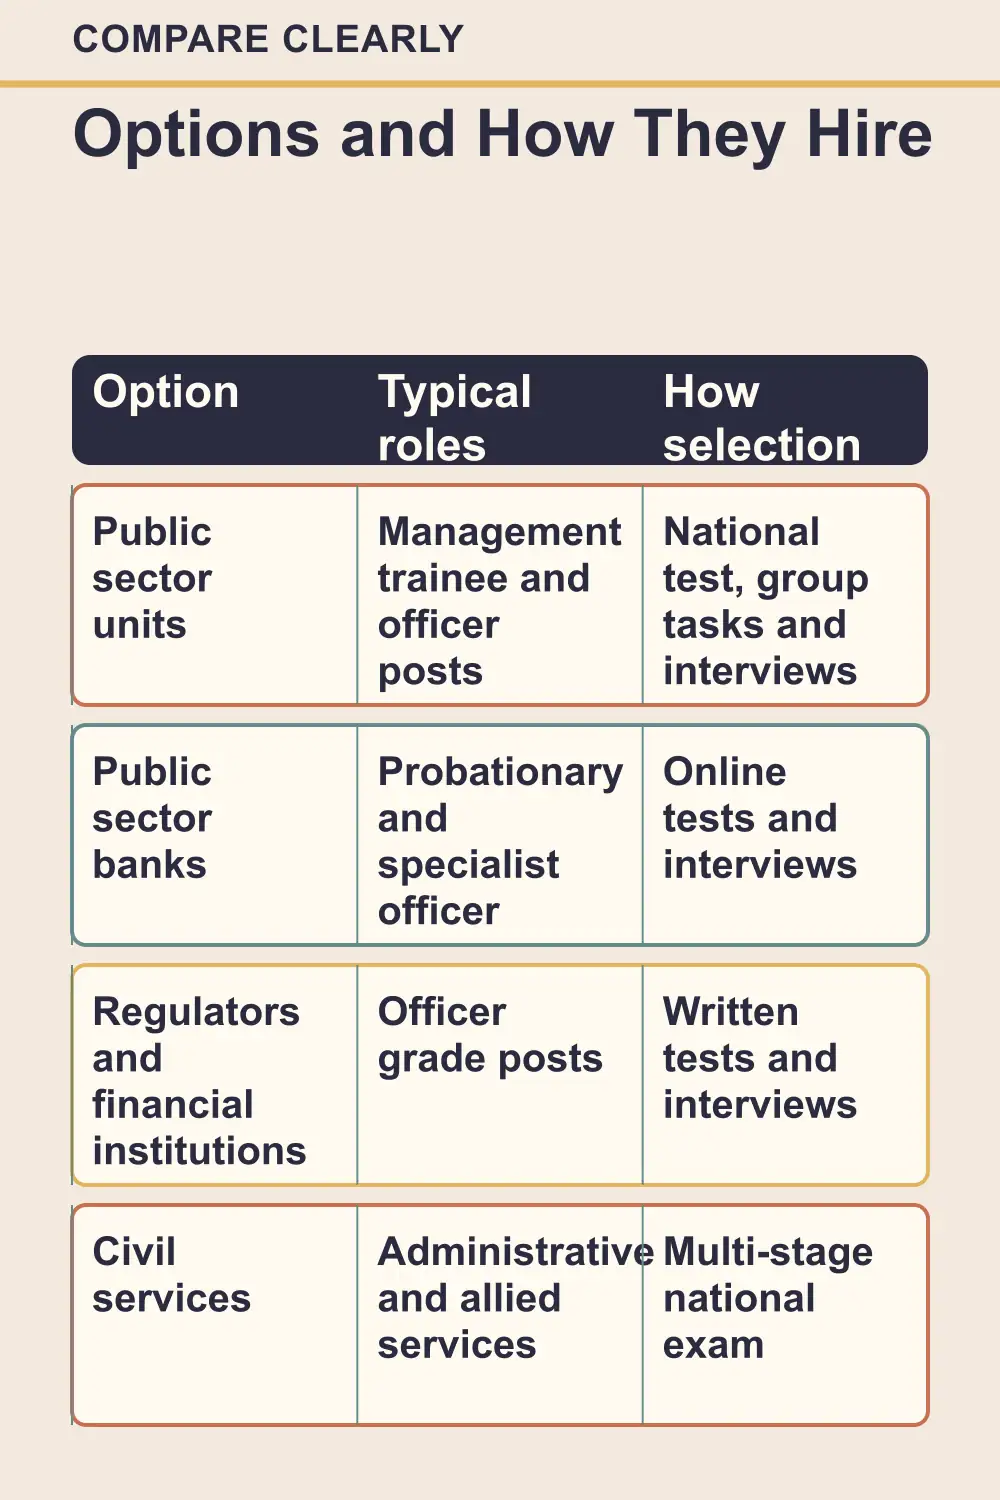 COMPARE CLEARLY
Options and How They Hire
Option
Typical
roles
How
selection
Public
sector
units
Management
trainee and
officer
posts
National
test, group
tasks and
interviews
Public
sector
banks
Probationary
and
specialist
officer
Online
tests and
interviews
Regulators
and
financial
institutions
Officer
grade posts
Written
tests and
interviews
Civil
services
Administrative
and allied
services
Multi-stage
national
exam